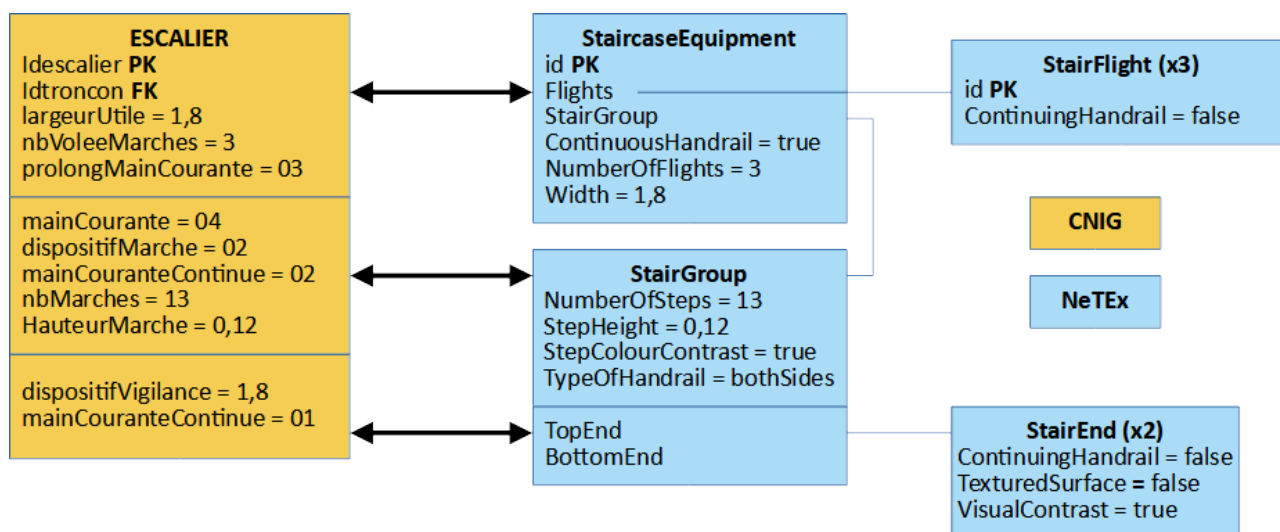 ESCALIER
Idescalier PK
Idtroncon FK
largeurUtile = 1,8
nbVoleeMarches = 3
prolongMainCourante = 03
mainCourante = 04
dispositifMarche = 02
mainCouranteContinue = 02
nbMarches = 13
HauteurMarche = 0,12
dispositifVigilance = 1,8
mainCouranteContinue = 01
StaircaseEquipment
id PK
Flights
StairGroup
ContinuousHandrail = true
NumberOfFlights = 3
Width = 1,8
StairGroup
NumberOfSteps = 13
StepHeight = 0,12
StepColourContrast = true
TypeOfHandrail = bothSides
TopEnd
BottomEnd
StairFlight (x3)
id PK
ContinuingHandrail = false
CNIG
NeTEx
StairEnd (x2)
ContinuingHandrail = false
TexturedSurface = false
VisualContrast = true